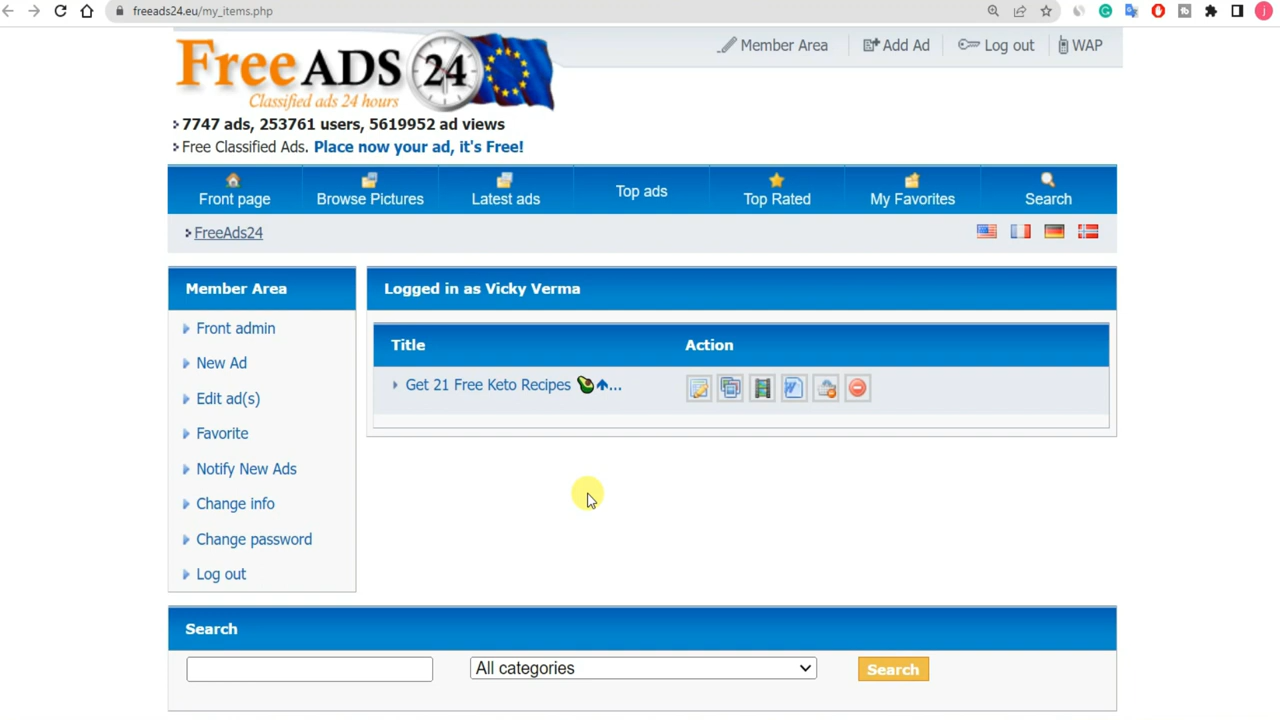 freeads24.eu/my_items.php
FreeADS 24
Classified ads 24 hours
Member Area
Add Ad
Log out
WAP
7747 ads, 253761 users, 5619952 ad views
Free Classified Ads. Place now your ad, it's Free!
Front page
Browse Pictures
Latest ads
Top ads
Top Rated
My Favorites
Search
FreeAds24
Member Area
Front admin
New Ad
Edit ad(s)
Favorite
Notify New Ads
Change info
Change password
Log out
Logged in as Vicky Verma
Title Action
Get 21 Free Keto Recipes 🥑↑...
Search
All categories
Search